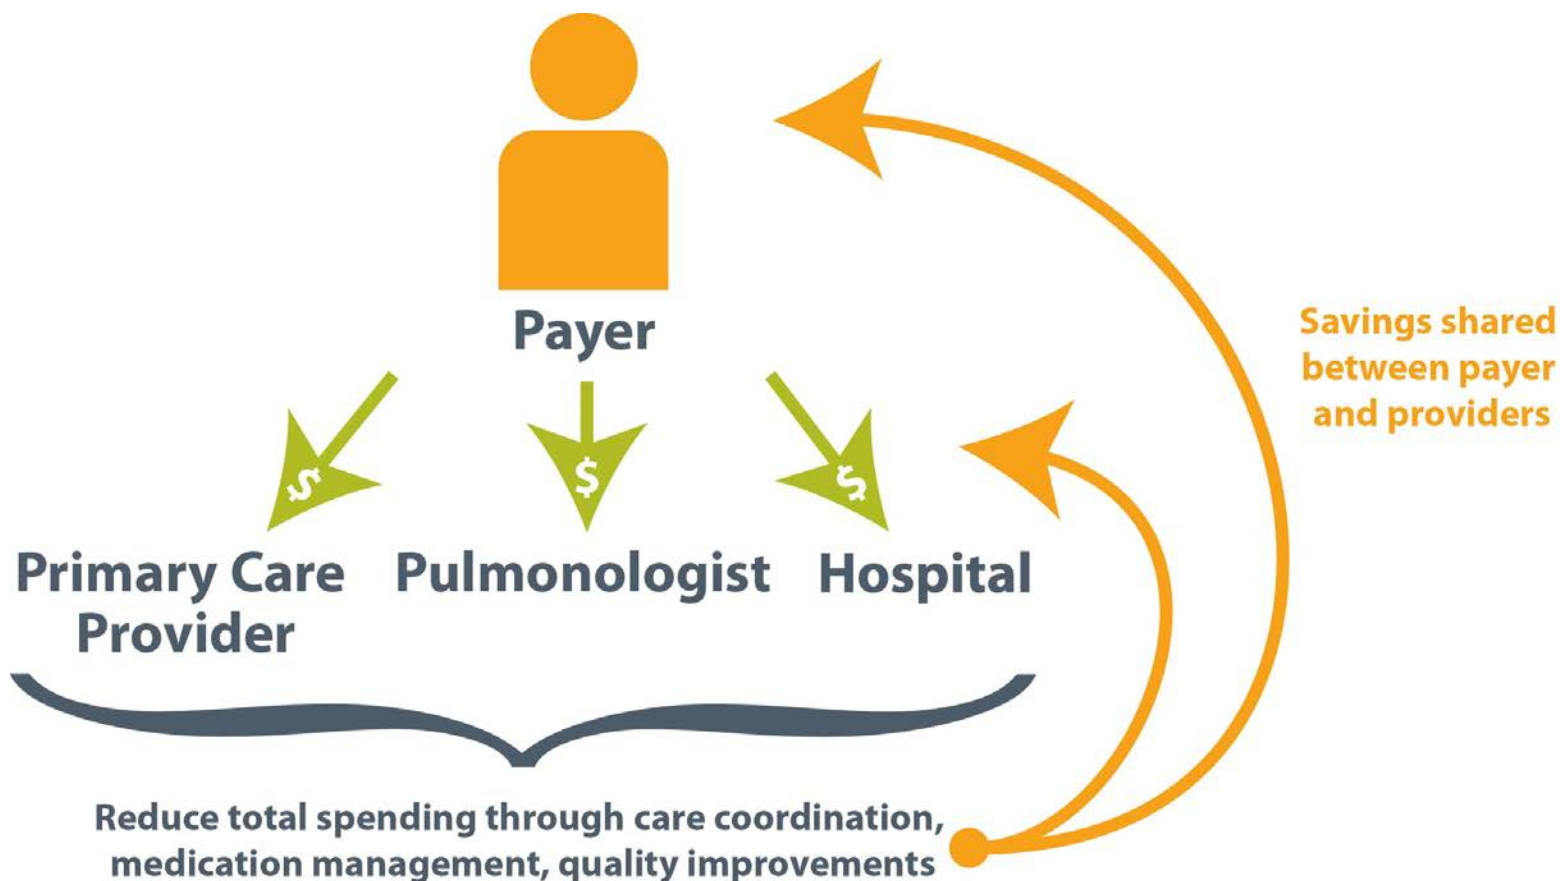 Payer
Savings shared
between payer
and providers
$ $ $
Primary Care
Provider
Pulmonologist
Hospital
Reduce total spending through care coordination,
medication management, quality improvements